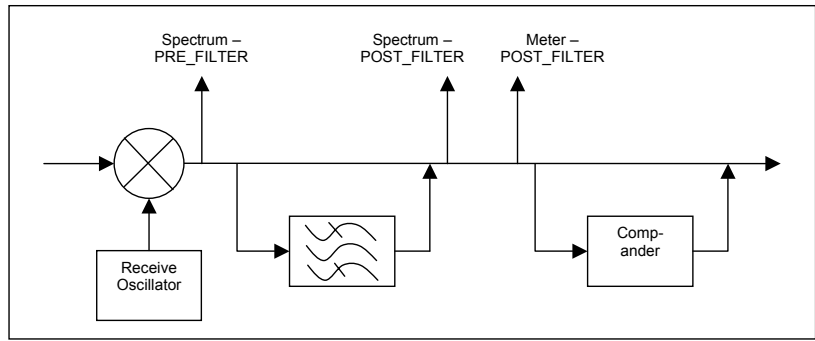 Spectrum –
PRE_FILTER
Spectrum –
POST_FILTER
Meter –
POST_FILTER
Receive
Oscillator
Comp-
ander